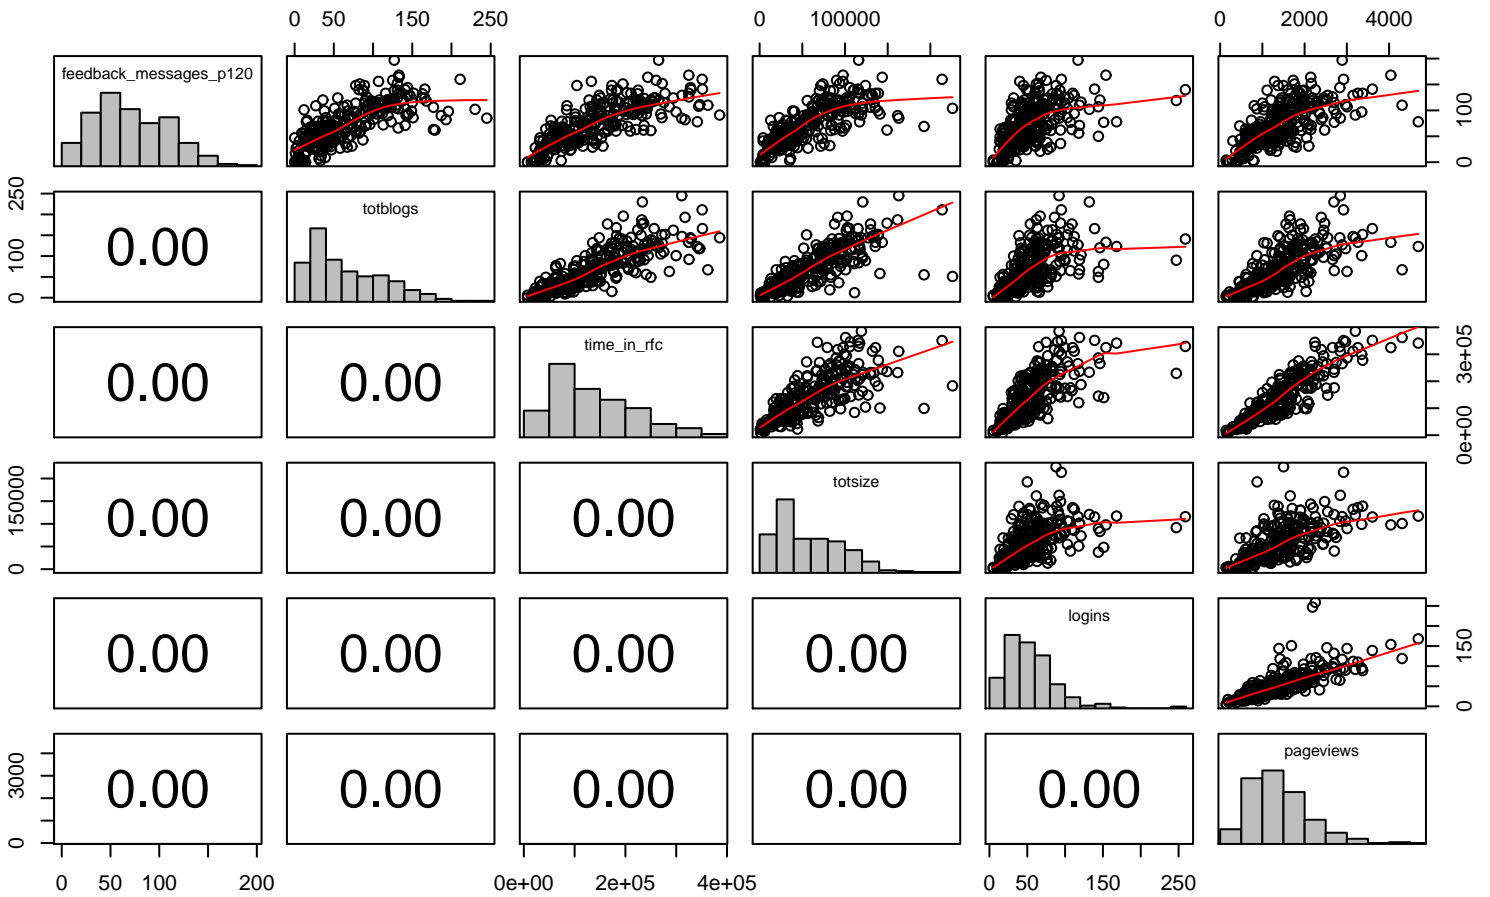 0 50 150 250 0 100000 0 2000 4000
feedback_messages_p120
0 100
0 100 250
0.00 totblogs
0.00 0.00 time_in_rfc
0e+00 3e+05
0 1500000
0.00 0.00 0.00 totsize
0.00 0.00 0.00 0.00 logins
0 150
0 3000
0.00 0.00 0.00 0.00 0.00 pageviews
0 50 100 200 0e+00 2e+05 4e+05 0 50 150 250